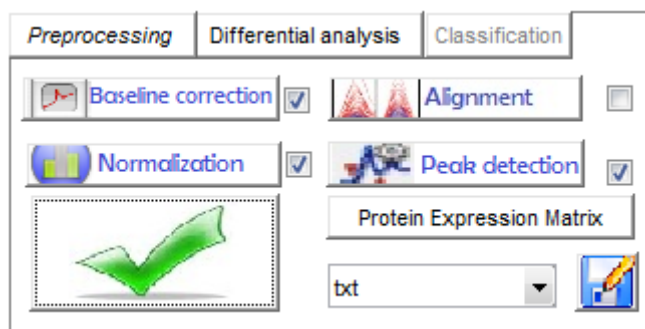 Preprocessing Differential analysis Classification
Baseline correction Alignment
Normalization Peak detection
Protein Expression Matrix
txt